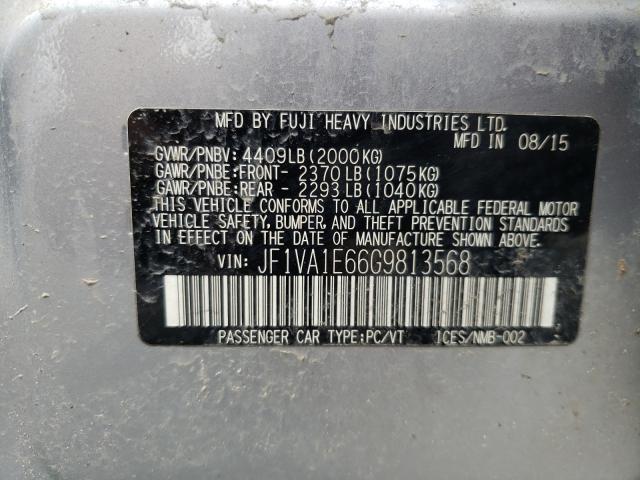 MFD BY FUJI HEAVY INDUSTRIES LTD.
MFD IN 08/15
GVWR/PNBV: 4409LB(2000KG)
GAWR/PNBE:FRONT- 2370LB(1075KG)
GAWR/PNBE:REAR - 2293LB(1040KG)
THIS VEHICLE CONFORMS TO ALL APPLICABLE FEDERAL MOTOR
VEHICLE SAFETY, BUMPER, AND THEFT PREVENTION STANDARDS
IN EFFECT ON THE DATE OF MANUFACTURE SHOWN ABOVE.
VIN: JF1VA1E66G9813568
PASSENGER CAR TYPE:PC/VT ICES/NMB-002